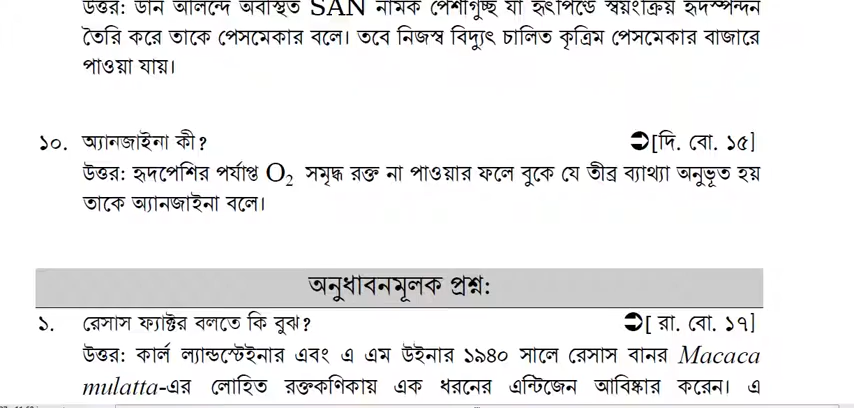 উত্তর: ডান অলিন্দে অবস্থিত SAN নামক পেশীগুচ্ছ যা হৃৎপিণ্ডে স্বয়ংক্রিয় হৃদস্পন্দন
তৈরি করে তাকে পেসমেকার বলে। তবে নিজস্ব বিদ্যুৎ চালিত কৃত্রিম পেসমেকার বাজারে
পাওয়া যায়।
১০. অ্যানজাইনা কী? ➲[দি. বো. ১৫]
উত্তর: হৃদপেশির পর্যাপ্ত O₂ সমৃদ্ধ রক্ত না পাওয়ার ফলে বুকে যে তীব্র ব্যাথ্যা অনুভূত হয়
তাকে অ্যানজাইনা বলে।
অনুধাবনমূলক প্রশ্ন:
১. রেসাস ফ্যাক্টর বলতে কি বুঝ? ➲[ রা. বো. ১৭]
উত্তর: কার্ল ল্যান্ডস্টেইনার এবং এ এম উইনার ১৯৪০ সালে রেসাস বানর Macaca
mulatta-এর লোহিত রক্তকণিকায় এক ধরনের এন্টিজেন আবিষ্কার করেন। এ